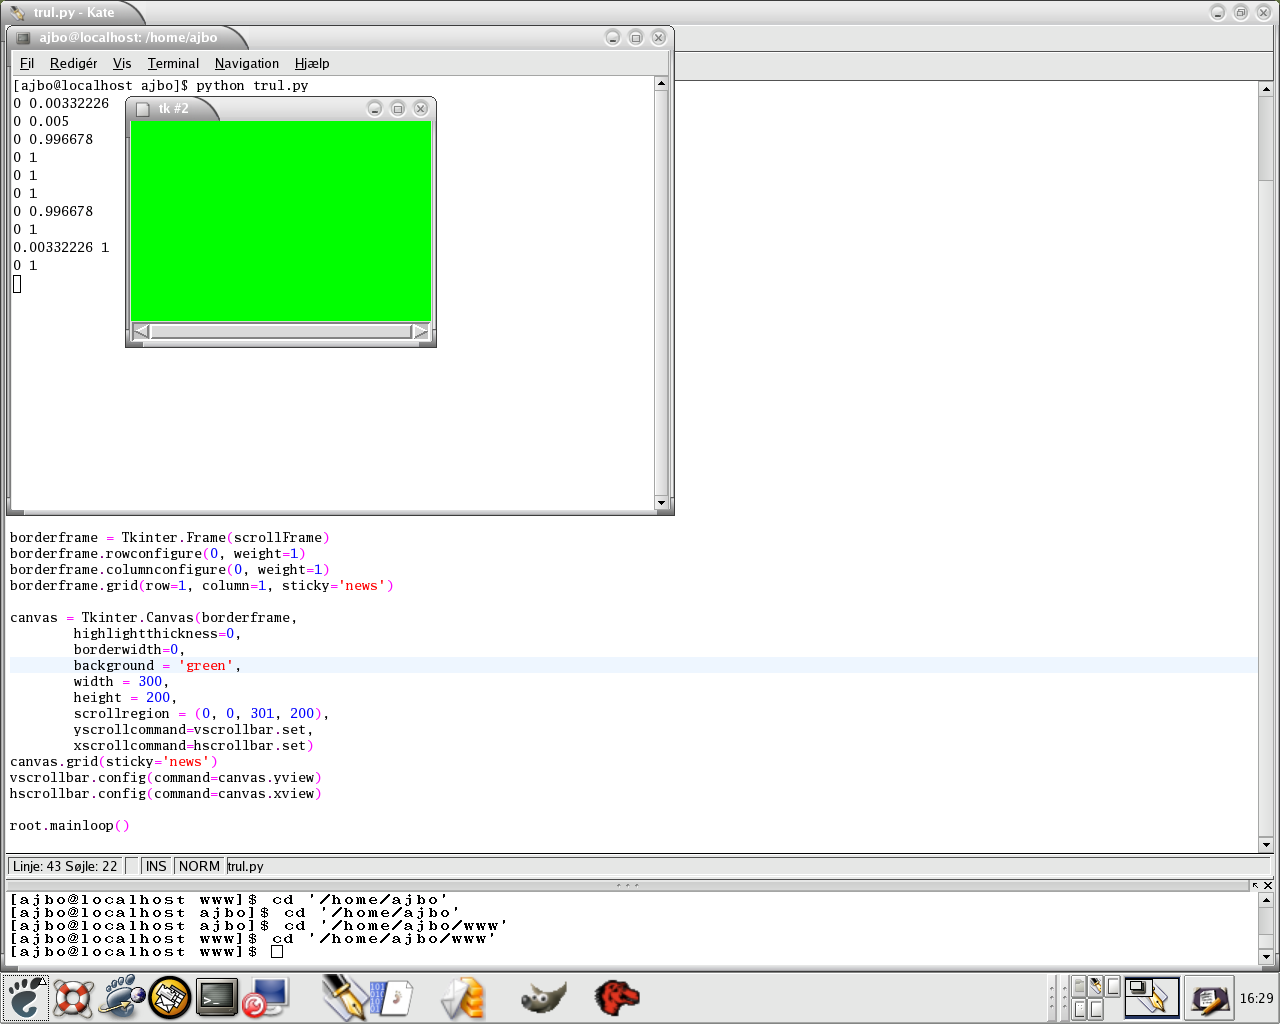 trul.py - Kate
ajbo@localhost: /home/ajbo
Fil Redigér Vis Terminal Navigation Hjælp
[ajbo@localhost ajbo]$ python trul.py
0 0.00332226
0 0.005
0 0.996678
0 1
0 1
0 1
0 0.996678
0 1
0.00332226 1
0 1
tk #2
borderframe = Tkinter.Frame(scrollFrame)
borderframe.rowconfigure(0, weight=1)
borderframe.columnconfigure(0, weight=1)
borderframe.grid(row=1, column=1, sticky='news')
canvas = Tkinter.Canvas(borderframe,
highlightthickness=0,
borderwidth=0,
background = 'green',
width = 300,
height = 200,
scrollregion = (0, 0, 301, 200),
yscrollcommand=vscrollbar.set,
xscrollcommand=hscrollbar.set)
canvas.grid(sticky='news')
vscrollbar.config(command=canvas.yview)
hscrollbar.config(command=canvas.xview)
root.mainloop()
Linje: 43 Søjle: 22 INS NORM trul.py
[ajbo@localhost www]$ cd '/home/ajbo'
[ajbo@localhost ajbo]$ cd '/home/ajbo'
[ajbo@localhost ajbo]$ cd '/home/ajbo/www'
[ajbo@localhost www]$ cd '/home/ajbo/www'
[ajbo@localhost www]$
16:29